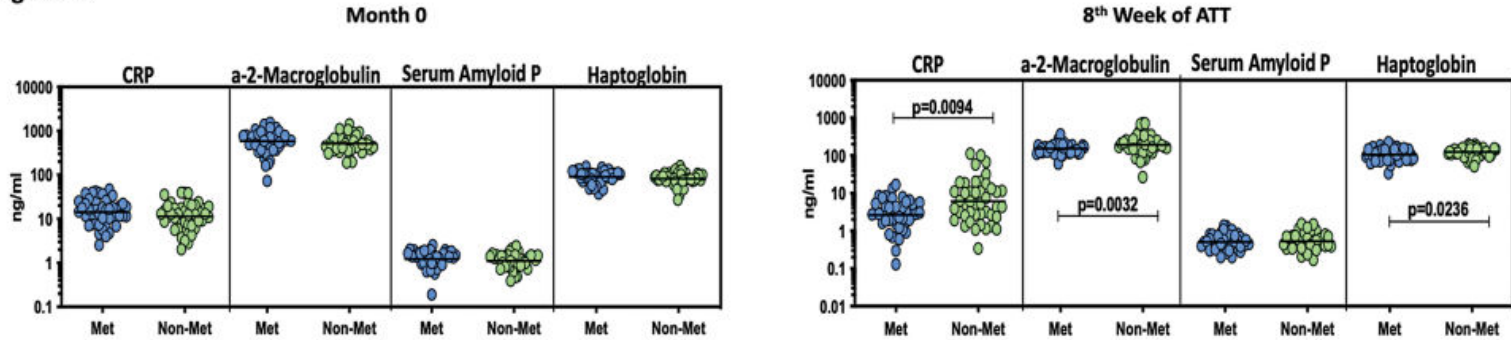 Month 0
CRP a-2-Macroglobulin Serum Amyloid P Haptoglobin
10000
1000
100
10
1
0.1
ng/ml
Met Non-Met Met Non-Met Met Non-Met Met Non-Met
8th Week of ATT
CRP a-2-Macroglobulin Serum Amyloid P Haptoglobin
10000
1000
100
10
1
0.1
0.01
ng/ml
p=0.0094
p=0.0032
p=0.0236
Met Non-Met Met Non-Met Met Non-Met Met Non-Met